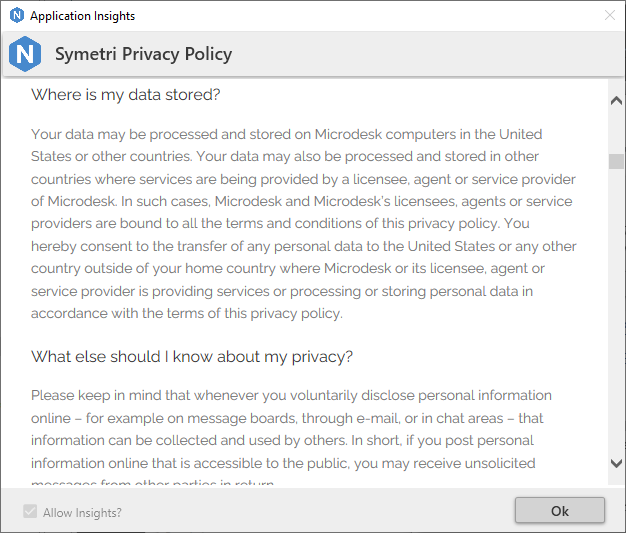 Application Insights
N
Symetri Privacy Policy
Where is my data stored?
Your data may be processed and stored on Microdesk computers in the United
States or other countries. Your data may also be processed and stored in other
countries where services are being provided by a licensee, agent or service provider
of Microdesk. In such cases, Microdesk and Microdesk's licensees, agents or service
providers are bound to all the terms and conditions of this privacy policy. You
hereby consent to the transfer of any personal data to the United States or any other
country outside of your home country where Microdesk or its licensee, agent or
service provider is providing services or processing or storing personal data in
accordance with the terms of this privacy policy.
What else should I know about my privacy?
Please keep in mind that whenever you voluntarily disclose personal information
online – for example on message boards, through e-mail, or in chat areas – that
information can be collected and used by others. In short, if you post personal
information online that is accessible to the public, you may receive unsolicited
messages from other parties in return.
Allow Insights?
Ok